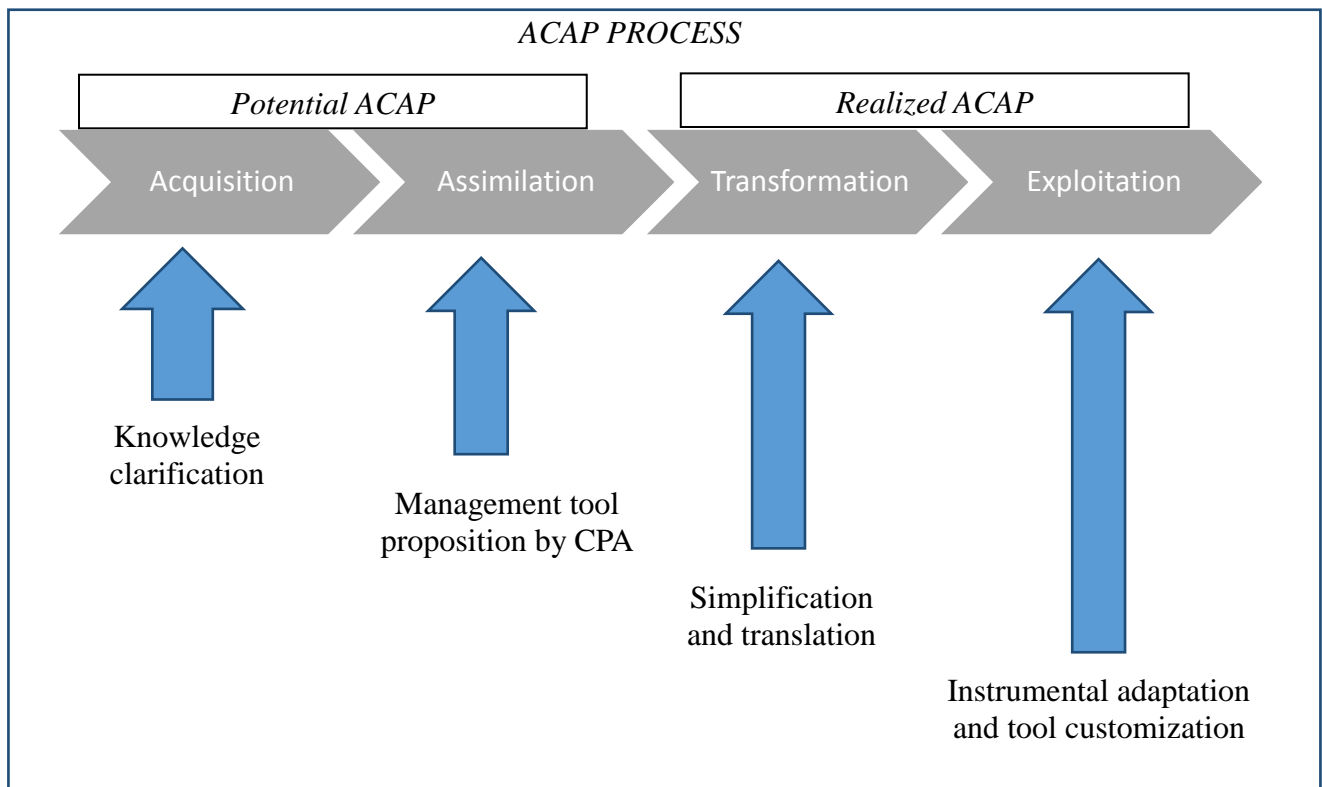 ACAP PROCESS
Potential ACAP
Realized ACAP
Acquisition
Assimilation
Transformation
Exploitation
Knowledge
clarification
Management tool
proposition by CPA
Simplification
and translation
Instrumental adaptation
and tool customization